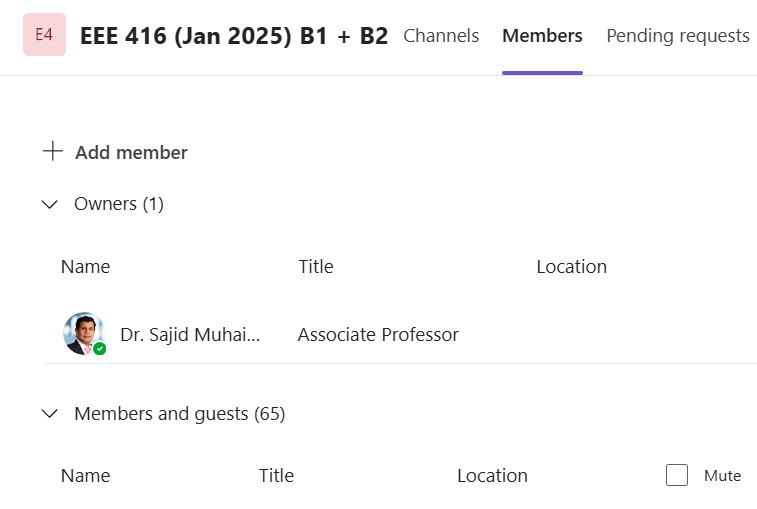 E4 EEE 416 (Jan 2025) B1 + B2 Channels Members Pending requests
Add member
Owners (1)
Name Title Location
Dr. Sajid Muhai... Associate Professor
Members and guests (65)
Name Title Location Mute